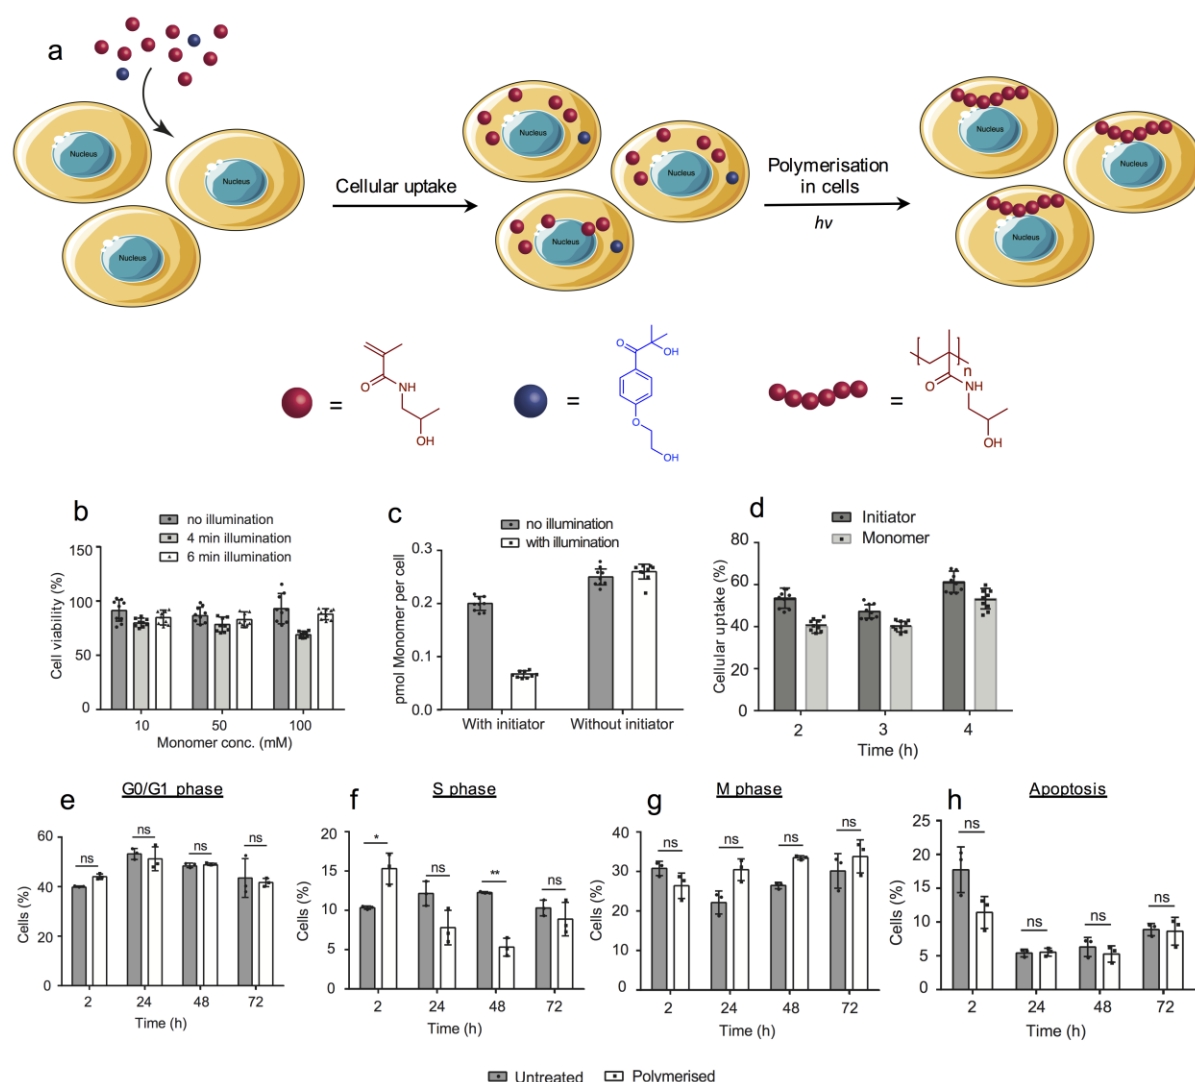 a
Nucleus
Nucleus
Nucleus
Cellular uptake
Nucleus
Nucleus
Nucleus
Polymerisation
in cells
hν
Nucleus
Nucleus
Nucleus
=
O
NH
OH
=
O
OH
O
OH
=
n
O
NH
OH
b
no illumination
4 min illumination
6 min illumination
Cell viability (%)
150
100
50
0
10 50 100
Monomer conc. (mM)
c
no illumination
with illumination
pmol Monomer per cell
0.3
0.2
0.1
0.0
With initiator Without initiator
d
Initiator
Monomer
Cellular uptake (%)
80
60
40
20
0
2 3 4
Time (h)
e
G0/G1 phase
Cells (%)
60
40
20
0
ns ns ns ns
2 24 48 72
Time (h)
f
S phase
Cells (%)
20
15
10
5
0
* ns ** ns
2 24 48 72
Time (h)
g
M phase
Cells (%)
40
30
20
10
0
ns ns ns ns
2 24 48 72
Time (h)
h
Apoptosis
Cells (%)
25
20
15
10
5
0
ns ns ns ns
2 24 48 72
Time (h)
Untreated Polymerised